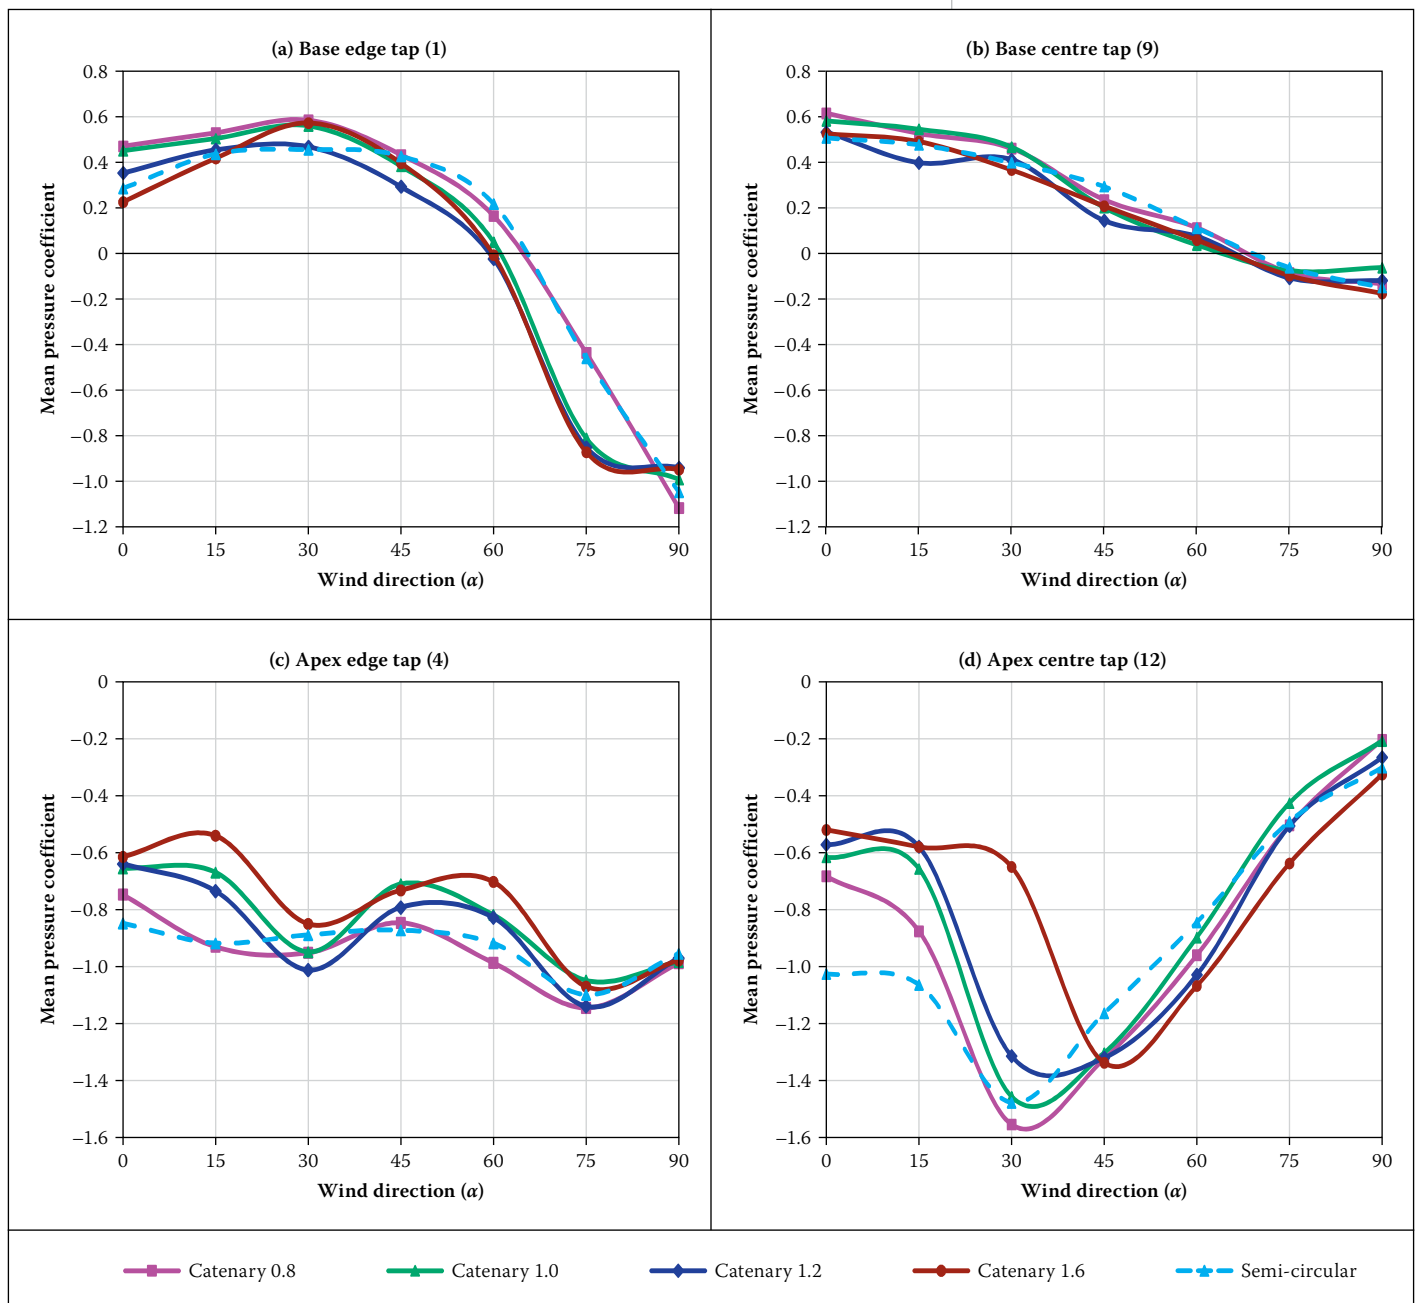 (a) Base edge tap (1)
0.8
0.6
0.4
0.2
0
−0.2
−0.4
−0.6
−0.8
−1.0
−1.2
Mean pressure coefficient
0 15 30 45 60 75 90
Wind direction (α)
(b) Base centre tap (9)
0.8
0.6
0.4
0.2
0
−0.2
−0.4
−0.6
−0.8
−1.0
−1.2
Mean pressure coefficient
0 15 30 45 60 75 90
Wind direction (α)
(c) Apex edge tap (4)
0
−0.2
−0.4
−0.6
−0.8
−1.0
−1.2
−1.4
−1.6
Mean pressure coefficient
0 15 30 45 60 75 90
Wind direction (α)
(d) Apex centre tap (12)
0
−0.2
−0.4
−0.6
−0.8
−1.0
−1.2
−1.4
−1.6
Mean pressure coefficient
0 15 30 45 60 75 90
Wind direction (α)
Catenary 0.8 Catenary 1.0 Catenary 1.2 Catenary 1.6 Semi-circular